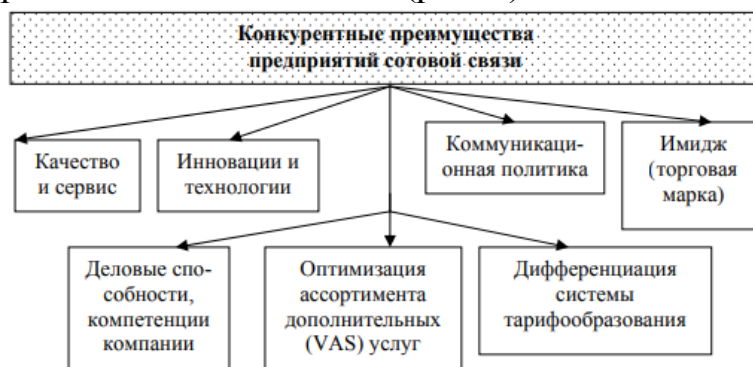 Конкурентные преимущества
предприятий сотовой связи
Качество
и сервис
Инновации и
технологии
Коммуникаци-
онная политика
Имидж
(торговая
марка)
Деловые спо-
собности,
компетенции
компании
Оптимизация
ассортимента
дополнительных
(VAS) услуг
Дифференциация
системы
тарифообразования